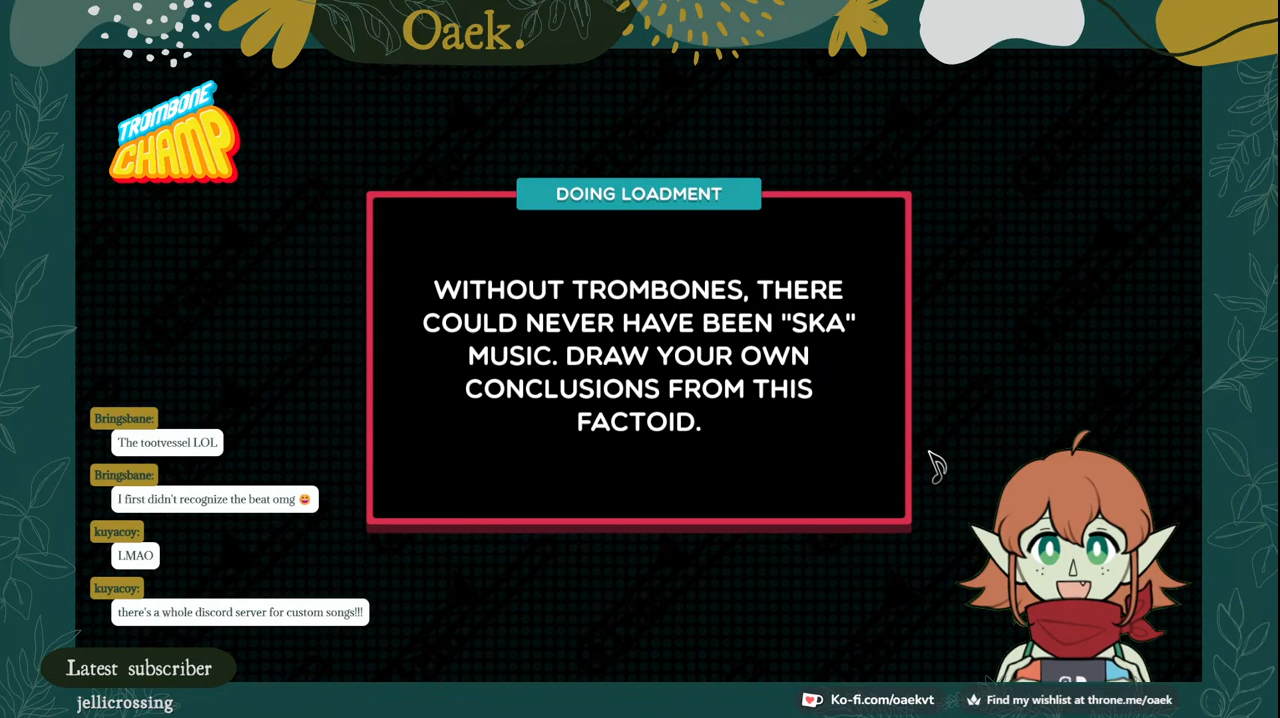 Oaek.
TROMBONE
CHAMP
DOING LOADMENT
WITHOUT TROMBONES, THERE
COULD NEVER HAVE BEEN "SKA"
MUSIC. DRAW YOUR OWN
CONCLUSIONS FROM THIS
FACTOID.
Bringsbane:
The tootvessel LOL
Bringsbane:
I first didn't recognize the beat omg 😄
kuyacoy:
LMAO
kuyacoy:
there's a whole discord server for custom songs!!!
Latest subscriber
jellicrossing
Ko-fi.com/oaekvt
Find my wishlist at throne.me/oaek